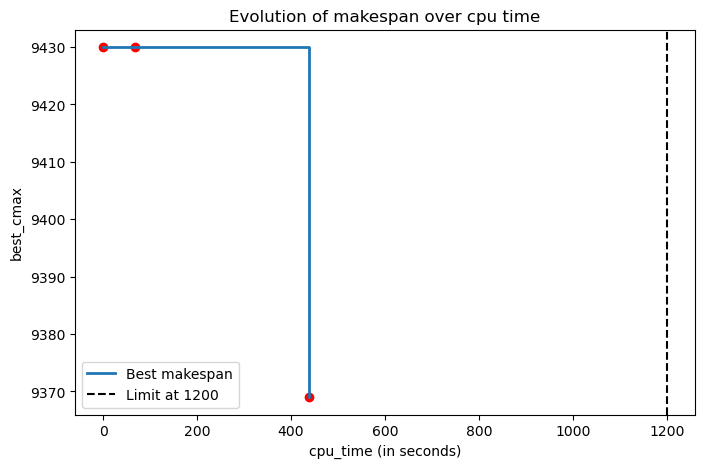 Evolution of makespan over cpu time
best_cmax
9430
9420
9410
9400
9390
9380
9370
Best makespan
Limit at 1200
0
200
400
600
800
1000
1200
cpu_time (in seconds)